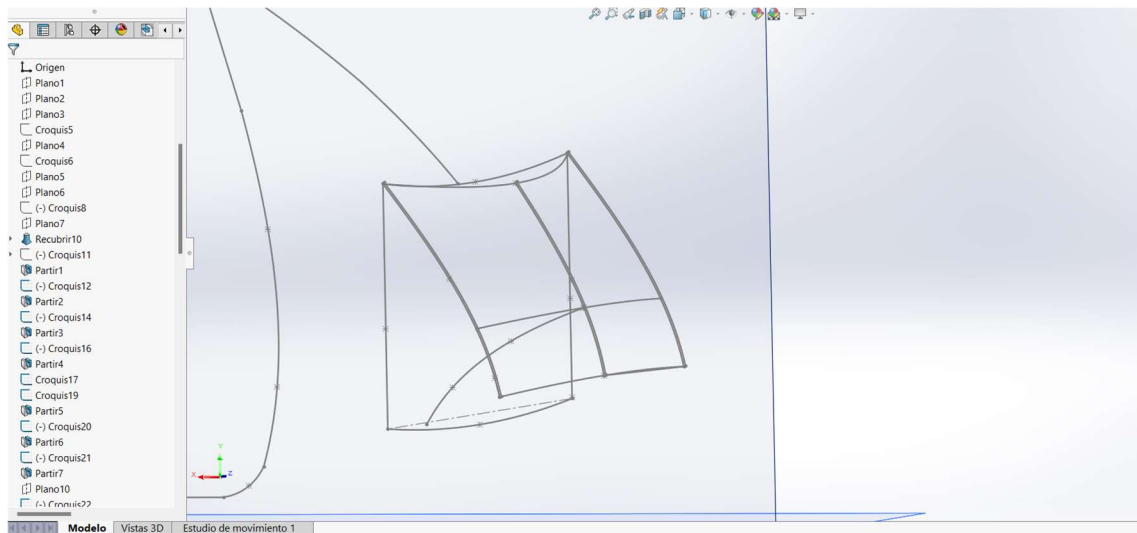 Origen
Plano1
Plano2
Plano3
Croquis5
Plano4
Croquis6
Plano5
Plano6
(-) Croquis8
Plano7
Recubrir10
(-) Croquis11
Partir1
(-) Croquis12
Partir2
(-) Croquis14
Partir3
(-) Croquis16
Partir4
Croquis17
Croquis19
Partir5
(-) Croquis20
Partir6
(-) Croquis21
Partir7
Plano10
(-) Croquis22
Y
X
Z
Modelo Vistas 3D Estudio de movimiento 1